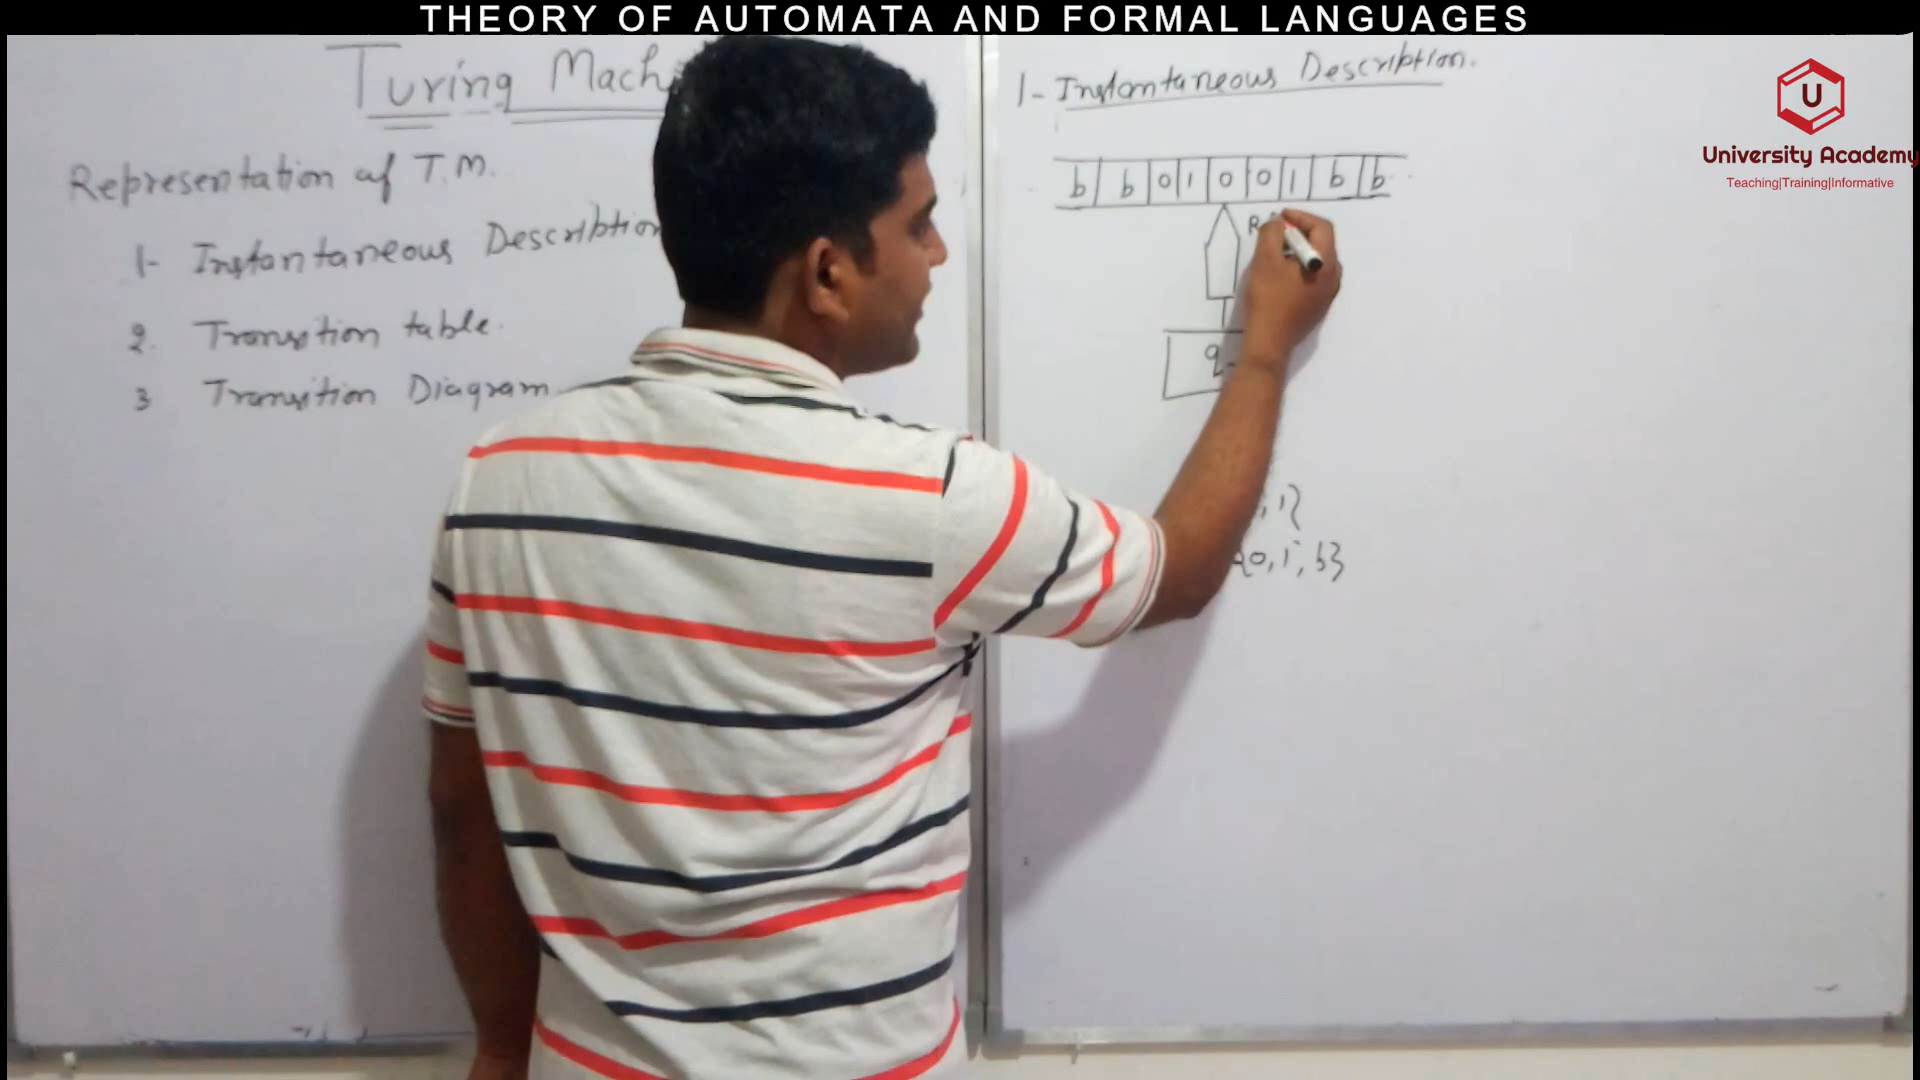 THEORY OF AUTOMATA AND FORMAL LANGUAGES
Turing Mach
Representation of T.M.
1- Instantaneous Description
2. Transition table.
3 Transition Diagram
1- Instantaneous Description.
b b 0 1 0 0 1 b b
R
q
, 1}
{0, 1, b}
U
University Academy
Teaching|Training|Informative